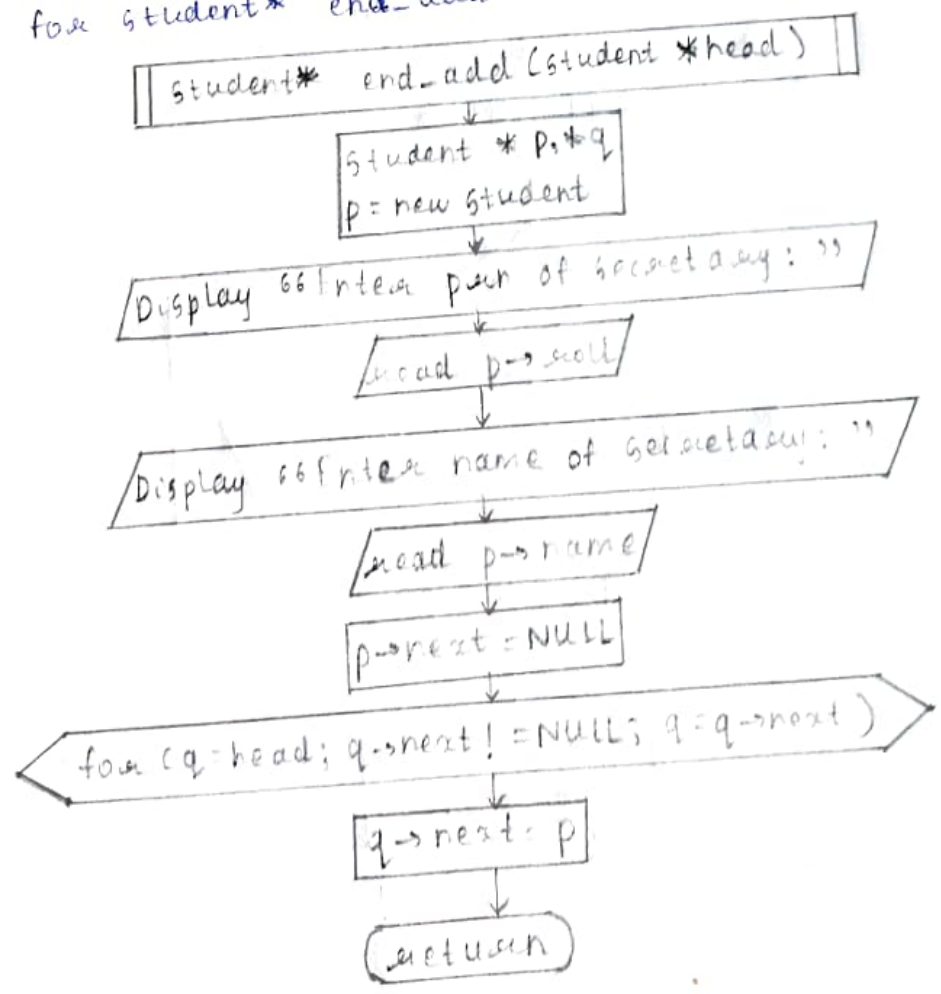 for student* end_add
student* end_add (student *head)
student * p, *q
p = new student
Display “Enter prn of secretary: ”
read p→roll
Display “Enter name of secretary: ”
read p→name
p→next = NULL
for (q=head; q→next! =NULL; q=q→next )
q→next = p
return